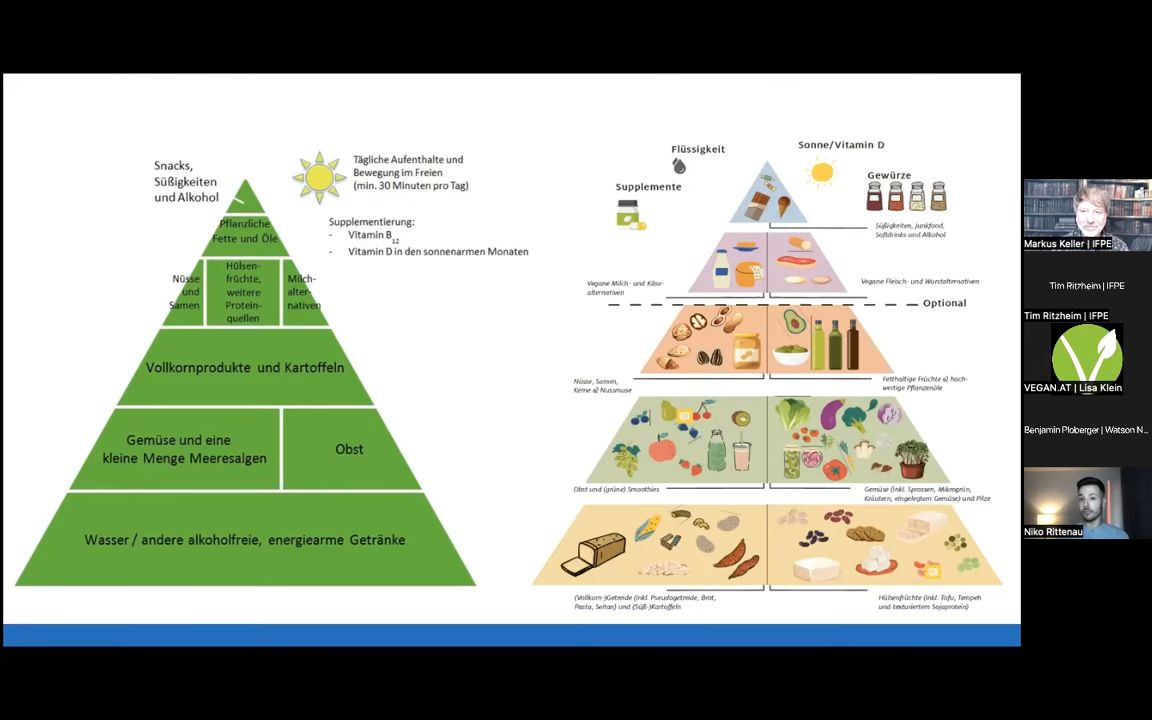 Snacks,
Süßigkeiten
und Alkohol
Tägliche Aufenthalte und
Bewegung im Freien
(min. 30 Minuten pro Tag)
Supplementierung:
- Vitamin B12
- Vitamin D in den sonnenarmen Monaten
Pflanzliche
Fette und Öle
Nüsse
und
Samen
Hülsen-
früchte,
weitere
Protein-
quellen
Milch-
alter-
nativen
Vollkornprodukte und Kartoffeln
Gemüse und eine
kleine Menge Meeresalgen
Obst
Wasser / andere alkoholfreie, energiearme Getränke
Flüssigkeit
Sonne/Vitamin D
Supplemente
Gewürze
Süßigkeiten, Junkfood,
Softdrinks und Alkohol
Vegane Milch- und Käse-
alternativen
Vegane Fleisch- und Wurstalternativen
Optional
Nüsse, Samen,
Kerne & Nussmuse
Fetthaltige Früchte & hoch-
wertige Pflanzenöle
Obst und (grüne) Smoothies
Gemüse (inkl. Sprossen, Mikrogrün,
Kräutern, eingelegtem Gemüse) und Pilze
(Vollkorn-)Getreide (inkl. Pseudogetreide, Brot,
Pasta, Seitan) und (Süß-)Kartoffeln
Hülsenfrüchte (inkl. Tofu, Tempeh
und texturiertem Sojaprotein)
Markus Keller | IFPE
Tim Ritzheim | IFPE
Tim Ritzheim | IFPE
VEGAN.AT | Lisa Klein
Benjamin Ploberger | Watson N...
Niko Rittenau